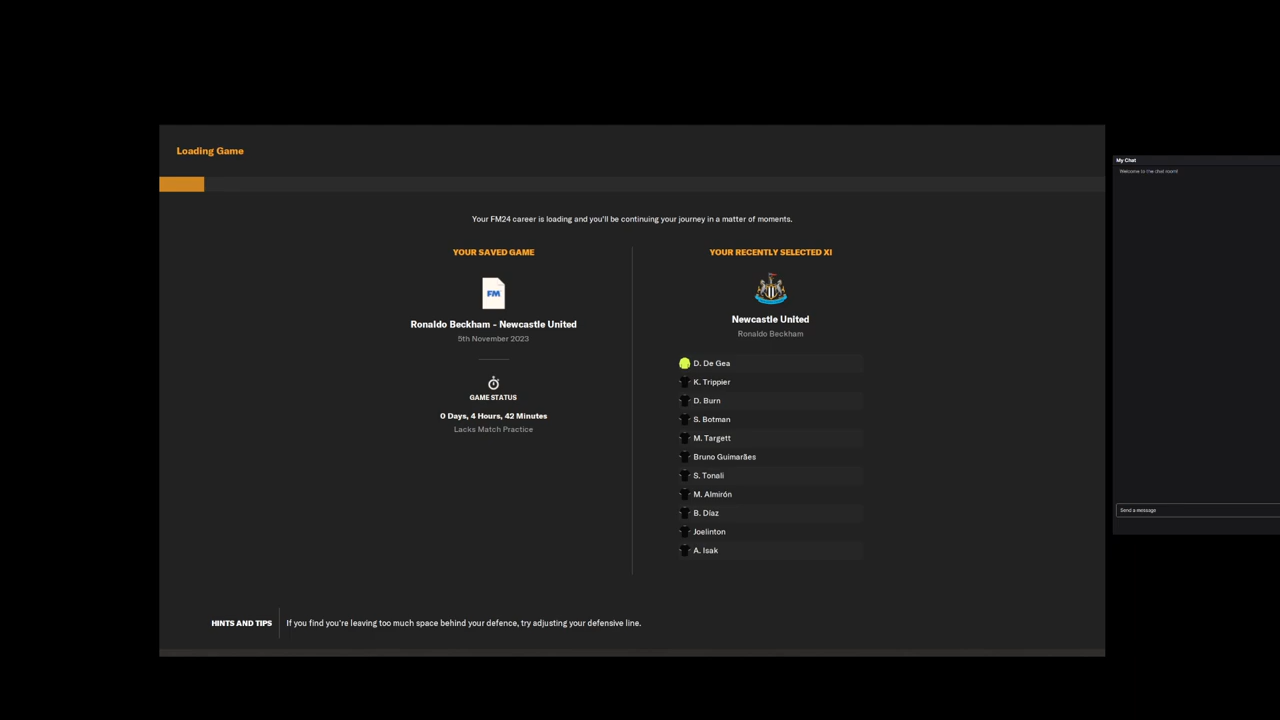 Loading Game
My Chat
Welcome to the chat room!
Your FM24 career is loading and you'll be continuing your journey in a matter of moments.
YOUR SAVED GAME
FM
Ronaldo Beckham - Newcastle United
5th November 2023
GAME STATUS
0 Days, 4 Hours, 42 Minutes
Lacks Match Practice
YOUR RECENTLY SELECTED XI
Newcastle United
Ronaldo Beckham
D. De Gea
K. Trippier
D. Burn
S. Botman
M. Targett
Bruno Guimarães
S. Tonali
M. Almirón
B. Díaz
Joelinton
A. Isak
Send a message
HINTS AND TIPS
If you find you're leaving too much space behind your defence, try adjusting your defensive line.